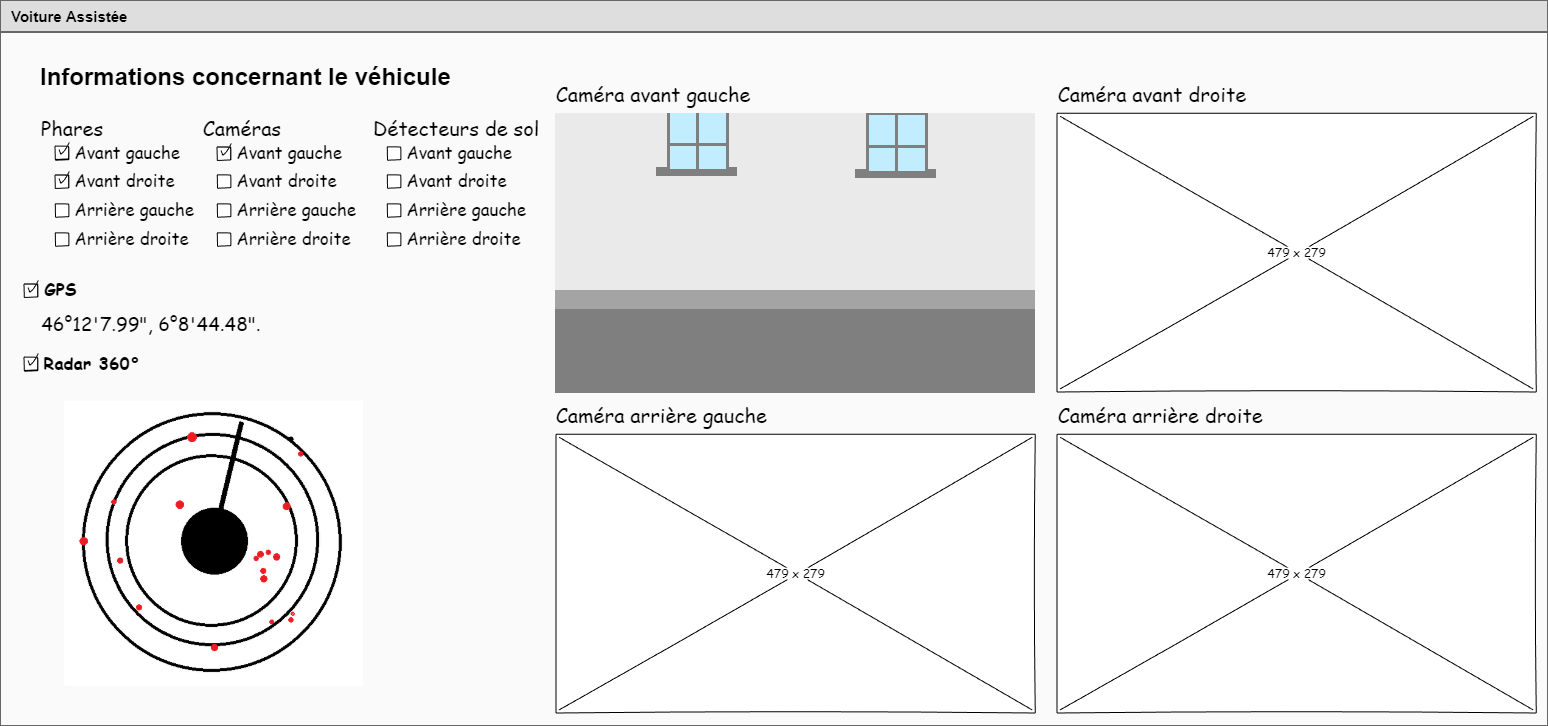 Voiture Assistée
Informations concernant le véhicule
Phares
Avant gauche
Avant droite
Arrière gauche
Arrière droite
Caméras
Avant gauche
Avant droite
Arrière gauche
Arrière droite
Détecteurs de sol
Avant gauche
Avant droite
Arrière gauche
Arrière droite
GPS
46°12'7.99", 6°8'44.48".
Radar 360°
Caméra avant gauche
Caméra avant droite
479 x 279
Caméra arrière gauche
479 x 279
Caméra arrière droite
479 x 279